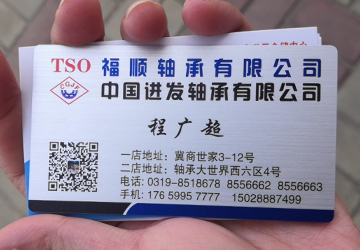 TSO 福顺轴承有限公司
中国进发轴承有限公司
程广超
一店地址: 冀商世家3-12号
二店地址: 轴承大世界西六区4号
电话: 0319-8518678 8556662 8556663
手机: 176 5995 7777 15028887499